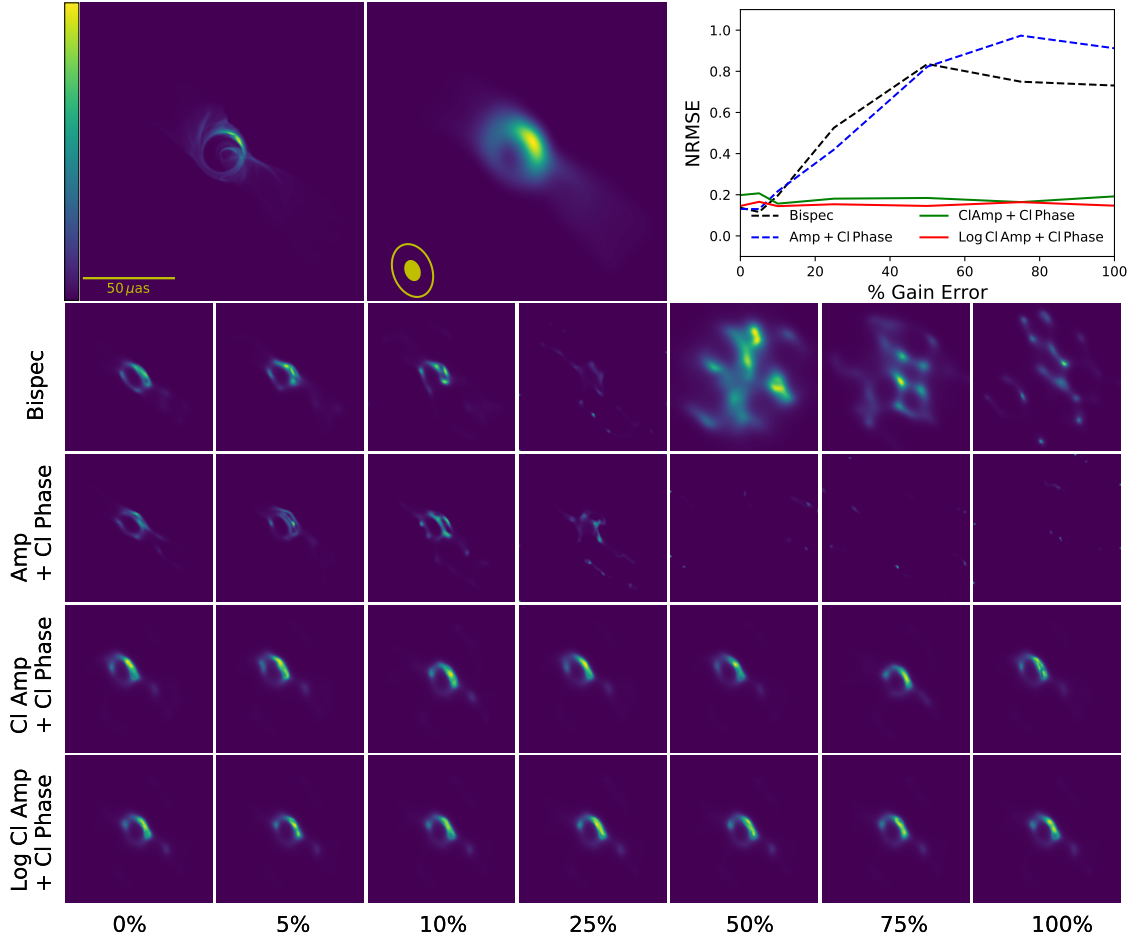 50 μas
NRMSE
1.0
0.8
0.6
0.4
0.2
0.0
Bispec
Amp + Cl Phase
ClAmp + Cl Phase
Log Cl Amp + Cl Phase
0 20 40 60 80 100
% Gain Error
Bispec
Amp
+ Cl Phase
Cl Amp
+ Cl Phase
Log Cl Amp
+ Cl Phase
0% 5% 10% 25% 50% 75% 100%